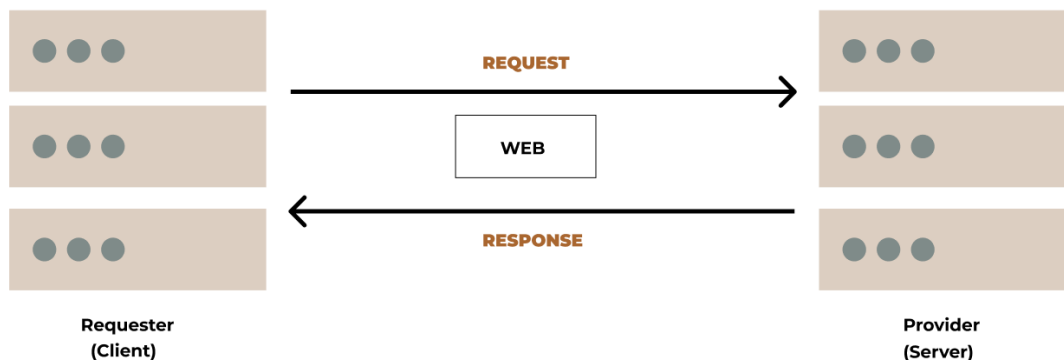 REQUEST
WEB
RESPONSE
Requester
(Client)
Provider
(Server)